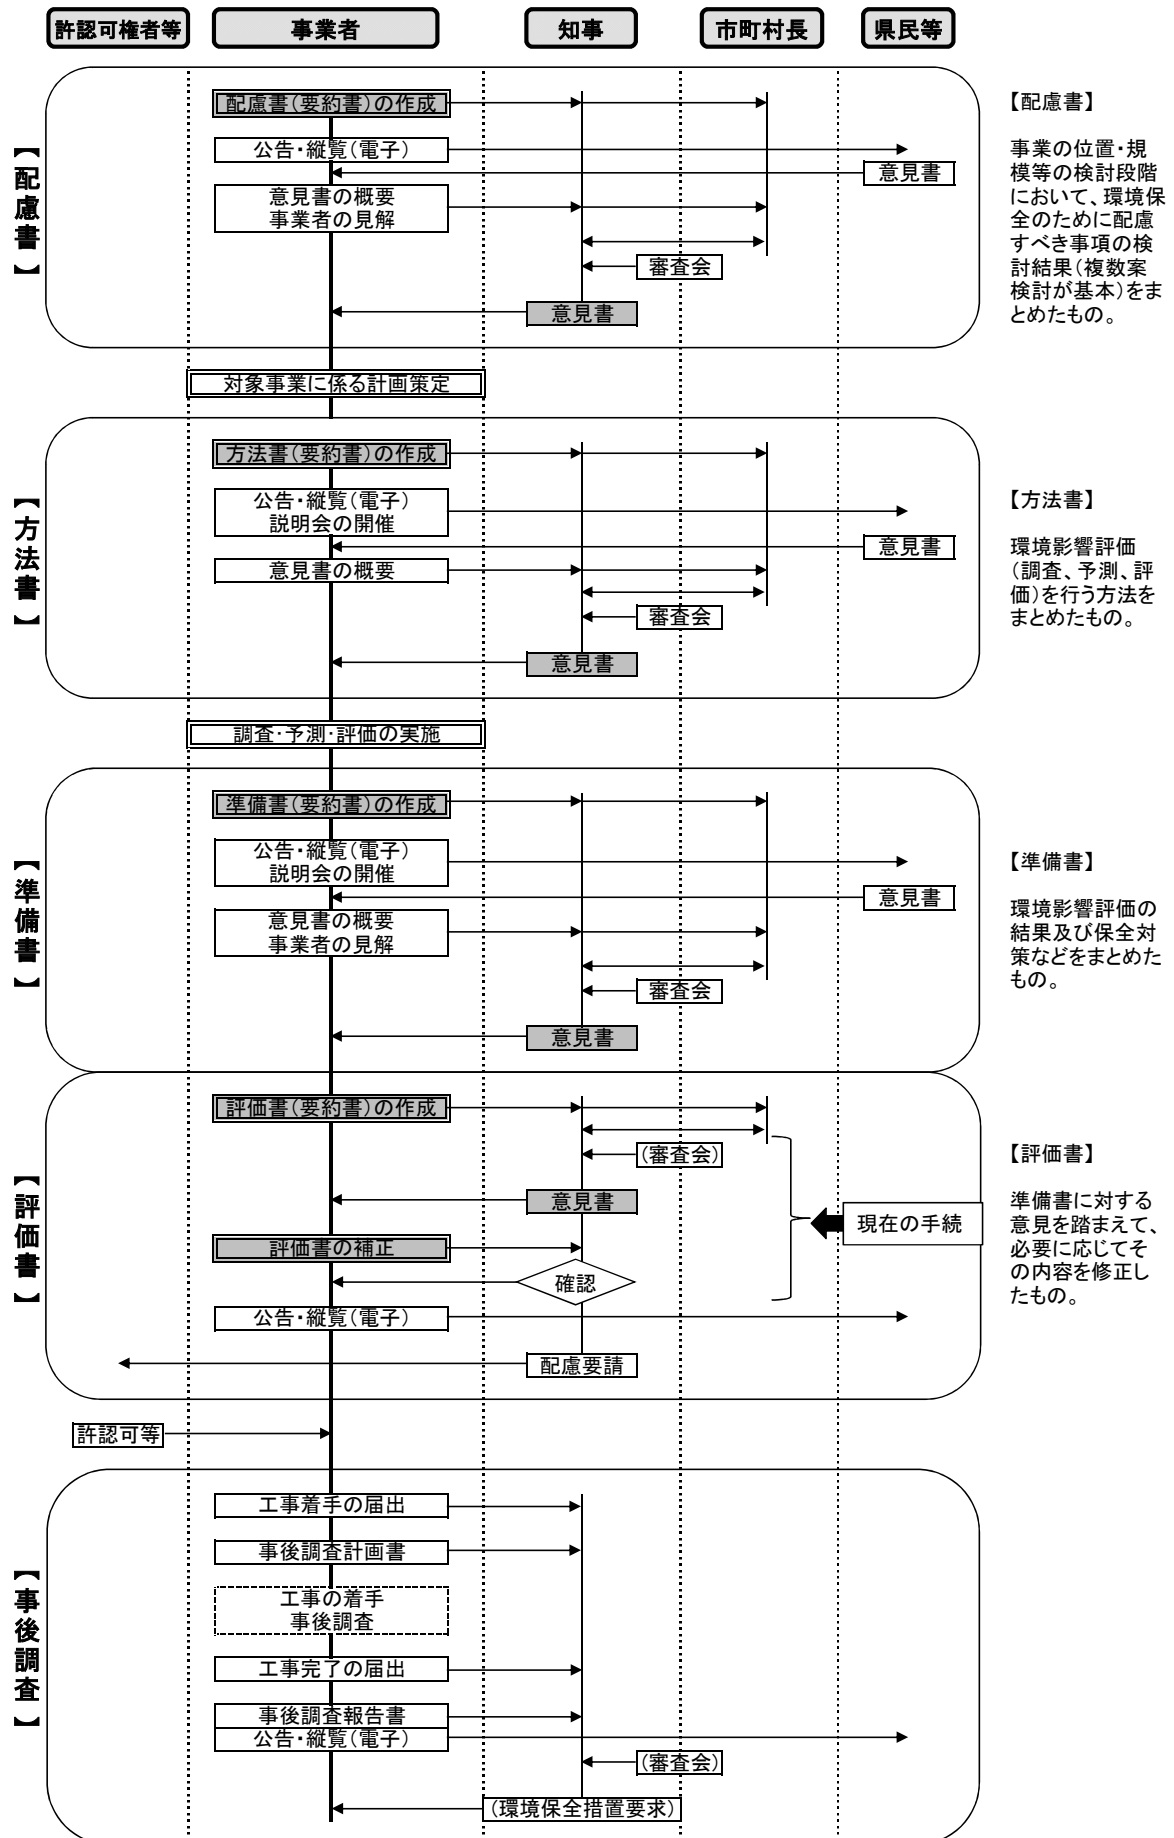 許認可権者等
事業者
知事
市町村長
県民等
【配慮書】
配慮書(要約書)の作成
公告・縦覧(電子)
意見書
意見書の概要
事業者の見解
審査会
意見書
【配慮書】
事業の位置・規
模等の検討段階
において、環境保
全のために配慮
すべき事項の検
討結果(複数案
検討が基本)をま
とめたもの。
対象事業に係る計画策定
【方法書】
方法書(要約書)の作成
公告・縦覧(電子)
説明会の開催
意見書
意見書の概要
審査会
意見書
【方法書】
環境影響評価
(調査、予測、評
価)を行う方法を
まとめたもの。
調査・予測・評価の実施
【準備書】
準備書(要約書)の作成
公告・縦覧(電子)
説明会の開催
意見書
意見書の概要
事業者の見解
審査会
意見書
【準備書】
環境影響評価の
結果及び保全対
策などをまとめた
もの。
【評価書】
評価書(要約書)の作成
(審査会)
意見書
現在の手続
評価書の補正
確認
公告・縦覧(電子)
配慮要請
【評価書】
準備書に対する
意見を踏まえて、
必要に応じてそ
の内容を修正し
たもの。
許認可等
【事後調査】
工事着手の届出
事後調査計画書
工事の着手
事後調査
工事完了の届出
事後調査報告書
公告・縦覧(電子)
(審査会)
(環境保全措置要求)